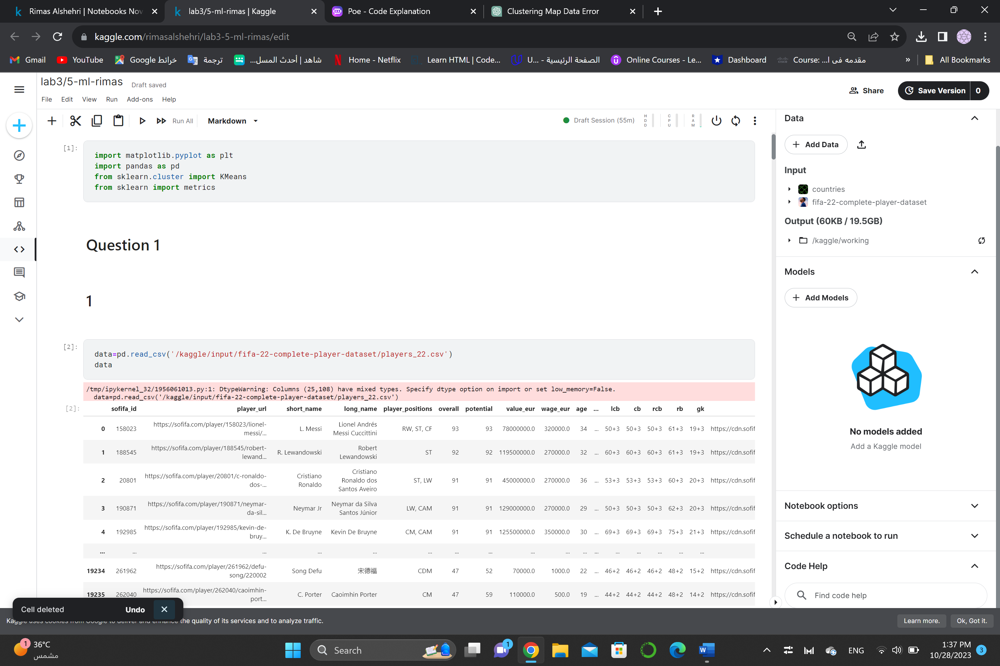 Rimas Alshehri | Notebooks Nov
lab3/5-ml-rimas | Kaggle
Poe - Code Explanation
Clustering Map Data Error
kaggle.com/rimasalshehri/lab3-5-ml-rimas/edit
Gmail
YouTube
خرائط Google
ترجمة
شاهد | أحدث المسل...
Home - Netflix
Learn HTML | Code...
الصفحة الرئيسية - U...
Online Courses - Le...
Dashboard
Course: مقدمه فى ا...
»
All Bookmarks
lab3/5-ml-rimas
Draft saved
File Edit View Run Add-ons Help
Share
Save Version 0
Run All
Markdown
Draft Session (55m)
HDD
CPU
RAM
[1]:
import matplotlib.pyplot as plt
import pandas as pd
from sklearn.cluster import KMeans
from sklearn import metrics
Question 1
1
[2]:
data=pd.read_csv('/kaggle/input/fifa-22-complete-player-dataset/players_22.csv')
data
/tmp/ipykernel_32/1956061013.py:1: DtypeWarning: Columns (25,108) have mixed types. Specify dtype option on import or set low_memory=False.
data=pd.read_csv('/kaggle/input/fifa-22-complete-player-dataset/players_22.csv')
[2]:
sofifa_id player_url short_name long_name player_positions overall potential value_eur wage_eur age ... lcb cb rcb rb gk
0 158023 https://sofifa.com/player/158023/lionel-messi/... L. Messi Lionel Andrés Messi Cuccittini RW, ST, CF 93 93 78000000.0 320000.0 34 ... 50+3 50+3 50+3 61+3 19+3 https://cdn.sofif
1 188545 https://sofifa.com/player/188545/robert-lewand... R. Lewandowski Robert Lewandowski ST 92 92 119500000.0 270000.0 32 ... 60+3 60+3 60+3 61+3 19+3 https://cdn.sofif
2 20801 https://sofifa.com/player/20801/c-ronaldo-dos-... Cristiano Ronaldo Cristiano Ronaldo dos Santos Aveiro ST, LW 91 91 45000000.0 270000.0 36 ... 53+3 53+3 53+3 60+3 20+3 https://cdn.sofif
3 190871 https://sofifa.com/player/190871/neymar-da-sil... Neymar Jr Neymar da Silva Santos Júnior LW, CAM 91 91 129000000.0 270000.0 29 ... 50+3 50+3 50+3 62+3 20+3 https://cdn.sofif
4 192985 https://sofifa.com/player/192985/kevin-de-bruy... K. De Bruyne Kevin De Bruyne CM, CAM 91 91 125500000.0 350000.0 30 ... 69+3 69+3 69+3 75+3 21+3 https://cdn.sofif
... ... ... ... ... ... ... ... ... ... ... ... ... ... ... ... ...
19234 261962 https://sofifa.com/player/261962/defu-song/220002 Song Defu 宋德福 CDM 47 52 70000.0 1000.0 22 ... 46+2 46+2 46+2 48+2 15+2 https://cdn.sofif
19235 262040 https://sofifa.com/player/262040/caoimhin-port... C. Porter Caoimhin Porter CM 47 59 110000.0 500.0 19 ... 44+2 44+2 44+2 48+2 14+2 https://cdn.sofif
Data
Add Data
Input
countries
fifa-22-complete-player-dataset
Output (60KB / 19.5GB)
/kaggle/working
Models
Add Models
No models added
Add a Kaggle model
Notebook options
Schedule a notebook to run
Code Help
Find code help
Cell deleted
Undo
Kaggle uses cookies from Google to deliver and enhance the quality of its services and to analyze traffic.
Learn more.
Ok, Got it.
1
36°C
مشمس
Search
1
W
ENG
1:37 PM
10/28/2023
3